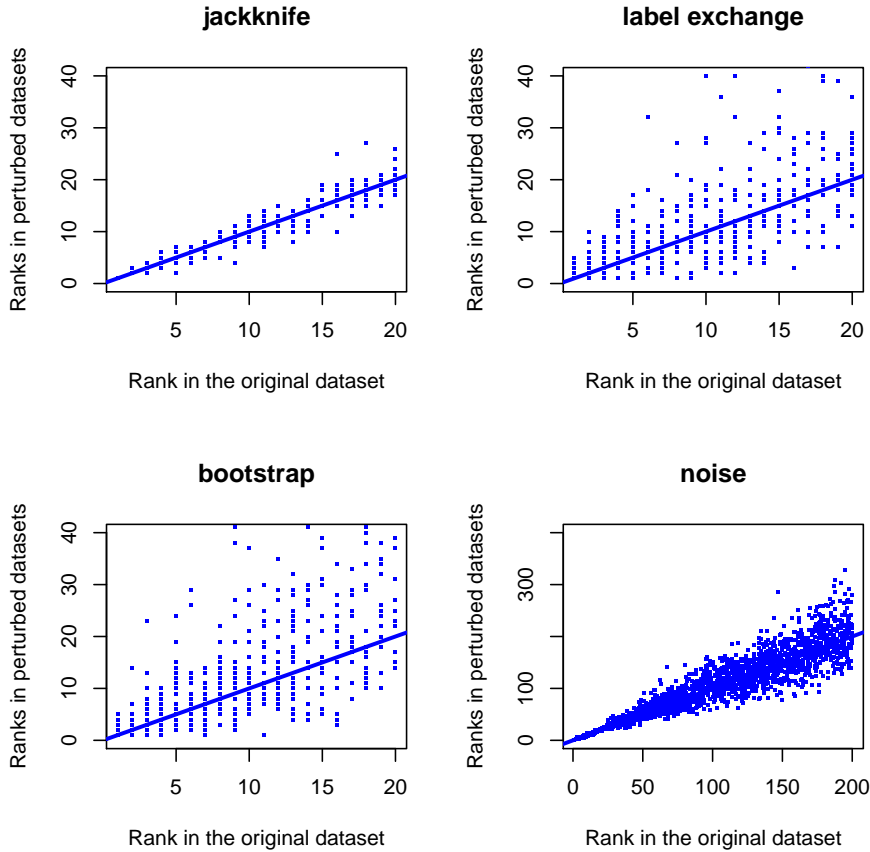 jackknife
Ranks in perturbed datasets
40
30
20
10
0
5 10 15 20
Rank in the original dataset
label exchange
Ranks in perturbed datasets
40
30
20
10
0
5 10 15 20
Rank in the original dataset
bootstrap
Ranks in perturbed datasets
40
30
20
10
0
5 10 15 20
Rank in the original dataset
noise
Ranks in perturbed datasets
300
100
0
0 50 100 150 200
Rank in the original dataset